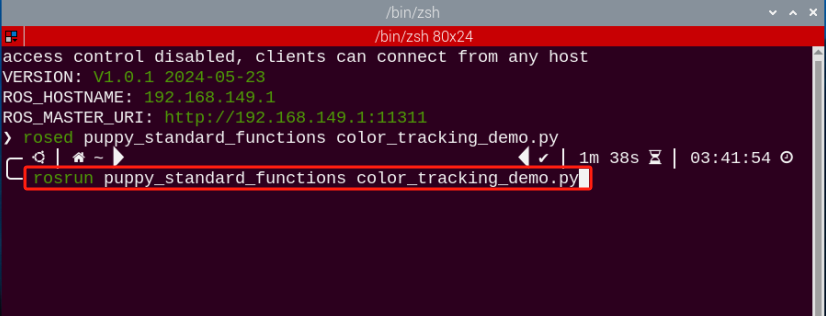 /bin/zsh
/bin/zsh 80x24
access control disabled, clients can connect from any host
VERSION: V1.0.1 2024-05-23
ROS_HOSTNAME: 192.168.149.1
ROS_MASTER_URI: http://192.168.149.1:11311
❯ rosed puppy_standard_functions color_tracking_demo.py
~ ✔ | 1m 38s | 03:41:54
rosrun puppy_standard_functions color_tracking_demo.py